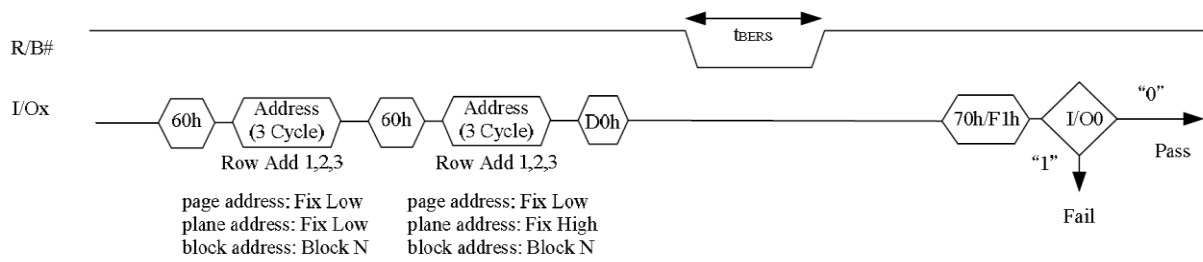 R/B#
tBERS
I/Ox
60h
Address
(3 Cycle)
60h
Address
(3 Cycle)
D0h
70h/F1h
I/O0
“0”
Pass
“1”
Fail
Row Add 1,2,3
Row Add 1,2,3
page address: Fix Low
plane address: Fix Low
block address: Block N
page address: Fix Low
plane address: Fix High
block address: Block N